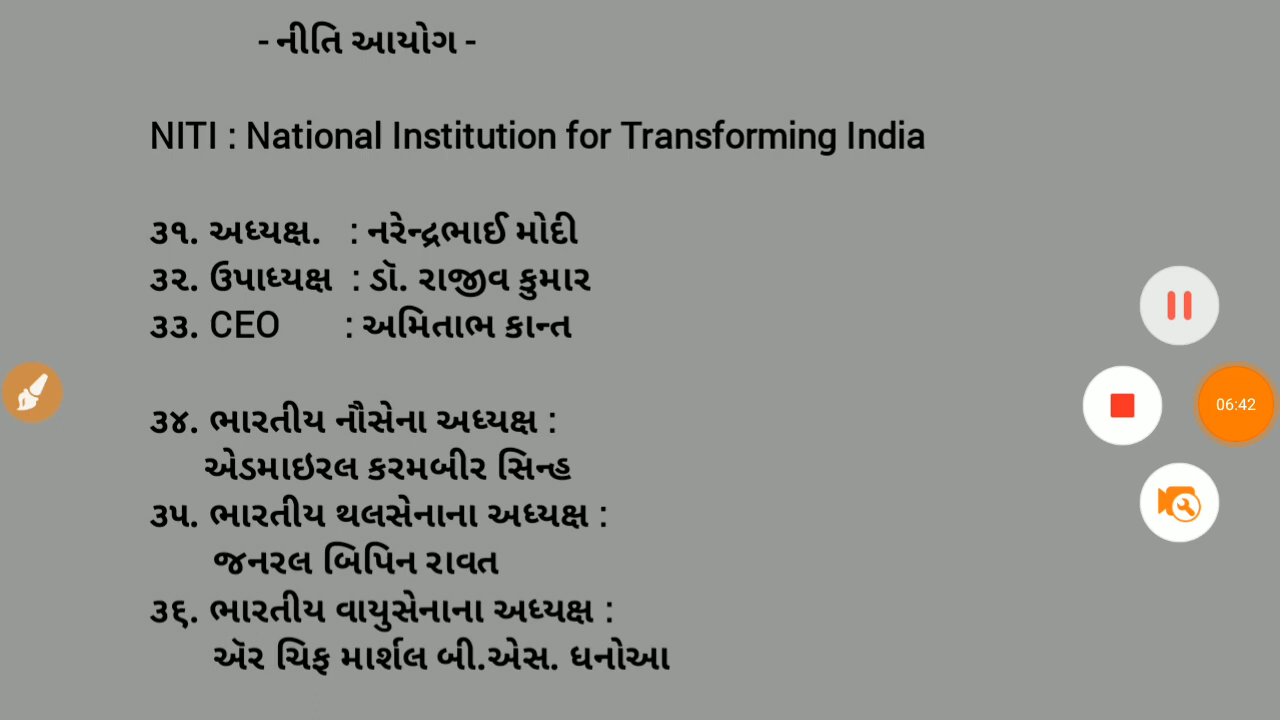 - નીતિ આયોગ -
NITI : National Institution for Transforming India
૩૧. અધ્યક્ષ. : નરેન્દ્રભાઈ મોદી
૩૨. ઉપાધ્યક્ષ : ડૉ. રાજીવ કુમાર
૩૩. CEO : અમિતાભ કાન્ત
૩૪. ભારતીય નૌસેના અધ્યક્ષ :
એડમાઇરલ કરમબીર સિન્હ
૩૫. ભારતીય થલસેનાના અધ્યક્ષ :
જનરલ બિપિન રાવત
૩૬. ભારતીય વાયુસેનાના અધ્યક્ષ :
ઍર ચિફ માર્શલ બી.એસ. ધનોઆ
06:42